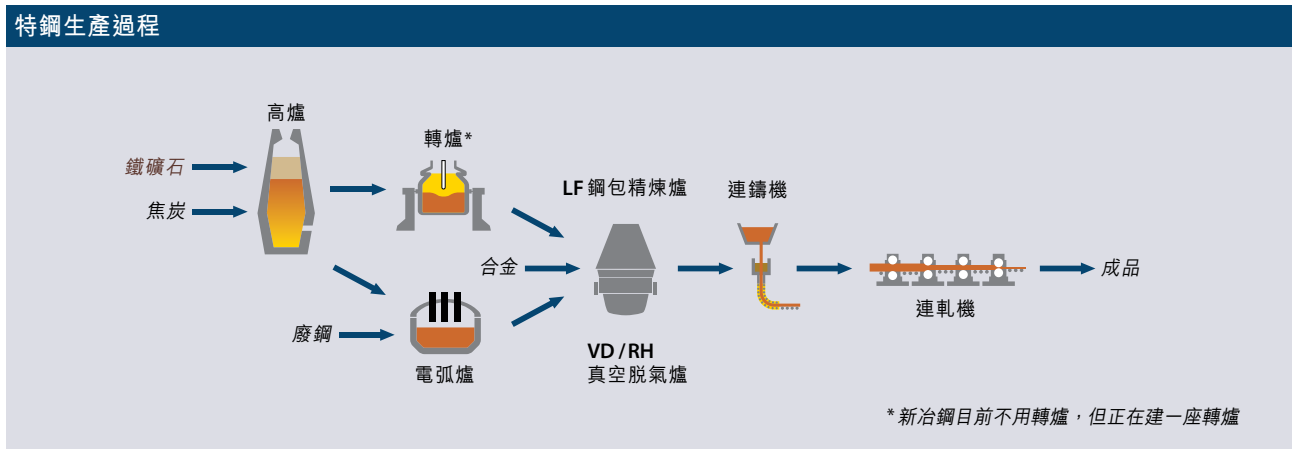 特鋼生產過程
高爐
轉爐*
鐵礦石
焦炭
LF 鋼包精煉爐
連鑄機
合金
成品
連軋機
廢鋼
電弧爐
VD / RH
真空脱氣爐
*新冶鋼目前不用轉爐，但正在建一座轉爐